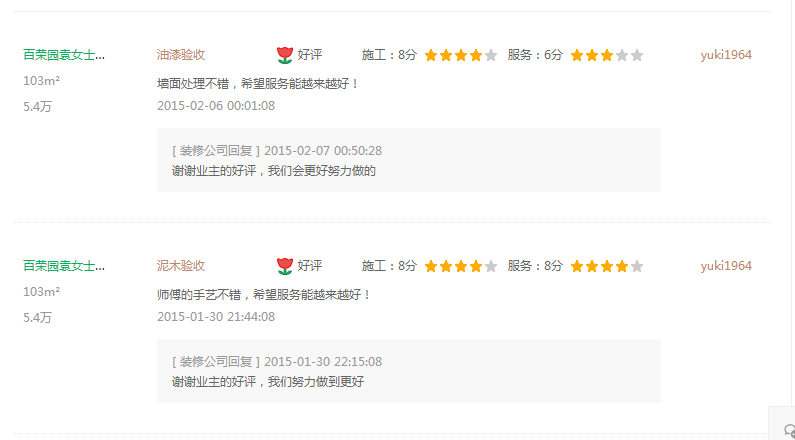 百荣园袁女士... 油漆验收 好评 施工：8分 服务：6分 yuki1964
103m² 墙面处理不错，希望服务能越来越好！
5.4万 2015-02-06 00:01:08
[ 装修公司回复 ] 2015-02-07 00:50:28
谢谢业主的好评，我们会更好努力做的
百荣园袁女士... 泥木验收 好评 施工：8分 服务：8分 yuki1964
103m² 师傅的手艺不错，希望服务能越来越好！
5.4万 2015-01-30 21:44:08
[ 装修公司回复 ] 2015-01-30 22:15:08
谢谢业主的好评，我们努力做到更好